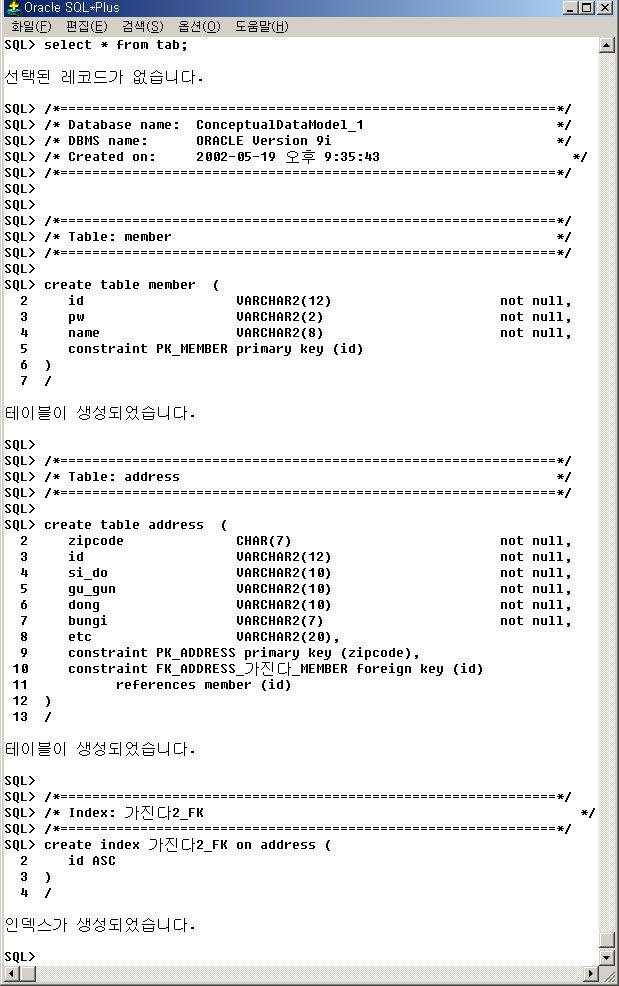 Oracle SQL*Plus
화일(F) 편집(E) 검색(S) 옵션(O) 도움말(H)
SQL> select * from tab;
선택된 레코드가 없습니다.
SQL> /*==============================================================*/
SQL> /* Database name:  ConceptualDataModel_1                        */
SQL> /* DBMS name:      ORACLE Version 9i                            */
SQL> /* Created on:     2002-05-19 오후 9:35:43                        */
SQL> /*==============================================================*/
SQL>
SQL>
SQL> /*==============================================================*/
SQL> /* Table: member                                                */
SQL> /*==============================================================*/
SQL>
SQL> create table member  (
  2     id                   VARCHAR2(12)                     not null,
  3     pw                   VARCHAR2(2)                      not null,
  4     name                 VARCHAR2(8)                      not null,
  5     constraint PK_MEMBER primary key (id)
  6  )
  7  /
테이블이 생성되었습니다.
SQL>
SQL> /*==============================================================*/
SQL> /* Table: address                                               */
SQL> /*==============================================================*/
SQL>
SQL> create table address  (
  2     zipcode              CHAR(7)                          not null,
  3     id                   VARCHAR2(12)                     not null,
  4     si_do                VARCHAR2(10)                     not null,
  5     gu_gun               VARCHAR2(10)                     not null,
  6     dong                 VARCHAR2(10)                     not null,
  7     bungi                VARCHAR2(7)                      not null,
  8     etc                  VARCHAR2(20),
  9     constraint PK_ADDRESS primary key (zipcode),
 10     constraint FK_ADDRESS_가진다_MEMBER foreign key (id)
 11           references member (id)
 12  )
 13  /
테이블이 생성되었습니다.
SQL>
SQL> /*==============================================================*/
SQL> /* Index: 가진다2_FK                                               */
SQL> /*==============================================================*/
SQL> create index 가진다2_FK on address (
  2     id ASC
  3  )
  4  /
인덱스가 생성되었습니다.
SQL>